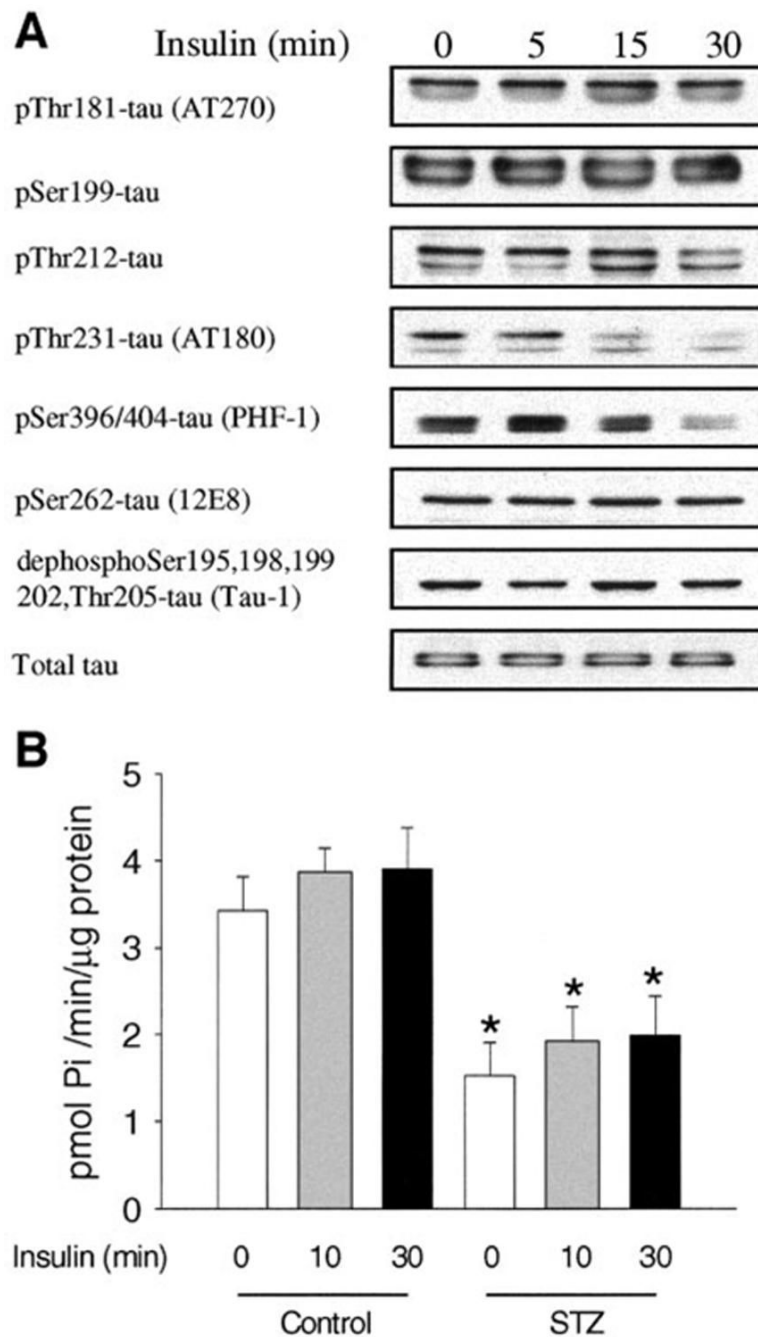 A
Insulin (min) 0 5 15 30
pThr181-tau (AT270)
pSer199-tau
pThr212-tau
pThr231-tau (AT180)
pSer396/404-tau (PHF-1)
pSer262-tau (12E8)
dephosphoSer195,198,199
202,Thr205-tau (Tau-1)
Total tau
B
pmol Pi /min/µg protein
5
4
3
2
1
0
* * *
Insulin (min) 0 10 30 0 10 30
Control STZ